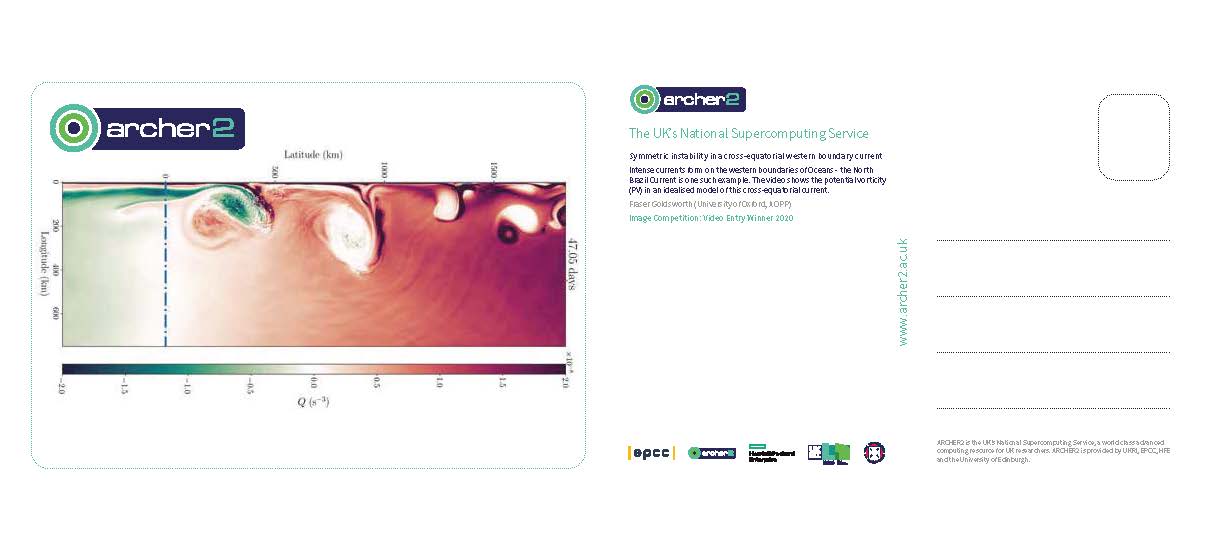 archer2
Latitude (km)
0
500
1000
1500
0
200
400
600
Longitude (km)
47.05 days
-2.0
-1.5
-1.0
-0.5
0.0
0.5
1.0
1.5
2.0
Q (s⁻³)
archer2
The UK's National Supercomputing Service
Symmetric instability in a cross-equatorial western boundary current
Intense currents form on the western boundaries of Oceans - the North
Brazil Current is one such example. The video shows the potential vorticity
(PV) in an idealised model of this cross-equatorial current.
Fraser Goldsworth (University of Oxford, AOPP)
Image Competition: Video Entry Winner 2020
www.archer2.ac.uk
epcc
archer2
Hewlett Packard
Enterprise
ARCHER2 is the UK's National Supercomputing Service, a world class advanced
computing resource for UK researchers. ARCHER2 is provided by UKRI, EPCC, HPE
and the University of Edinburgh.